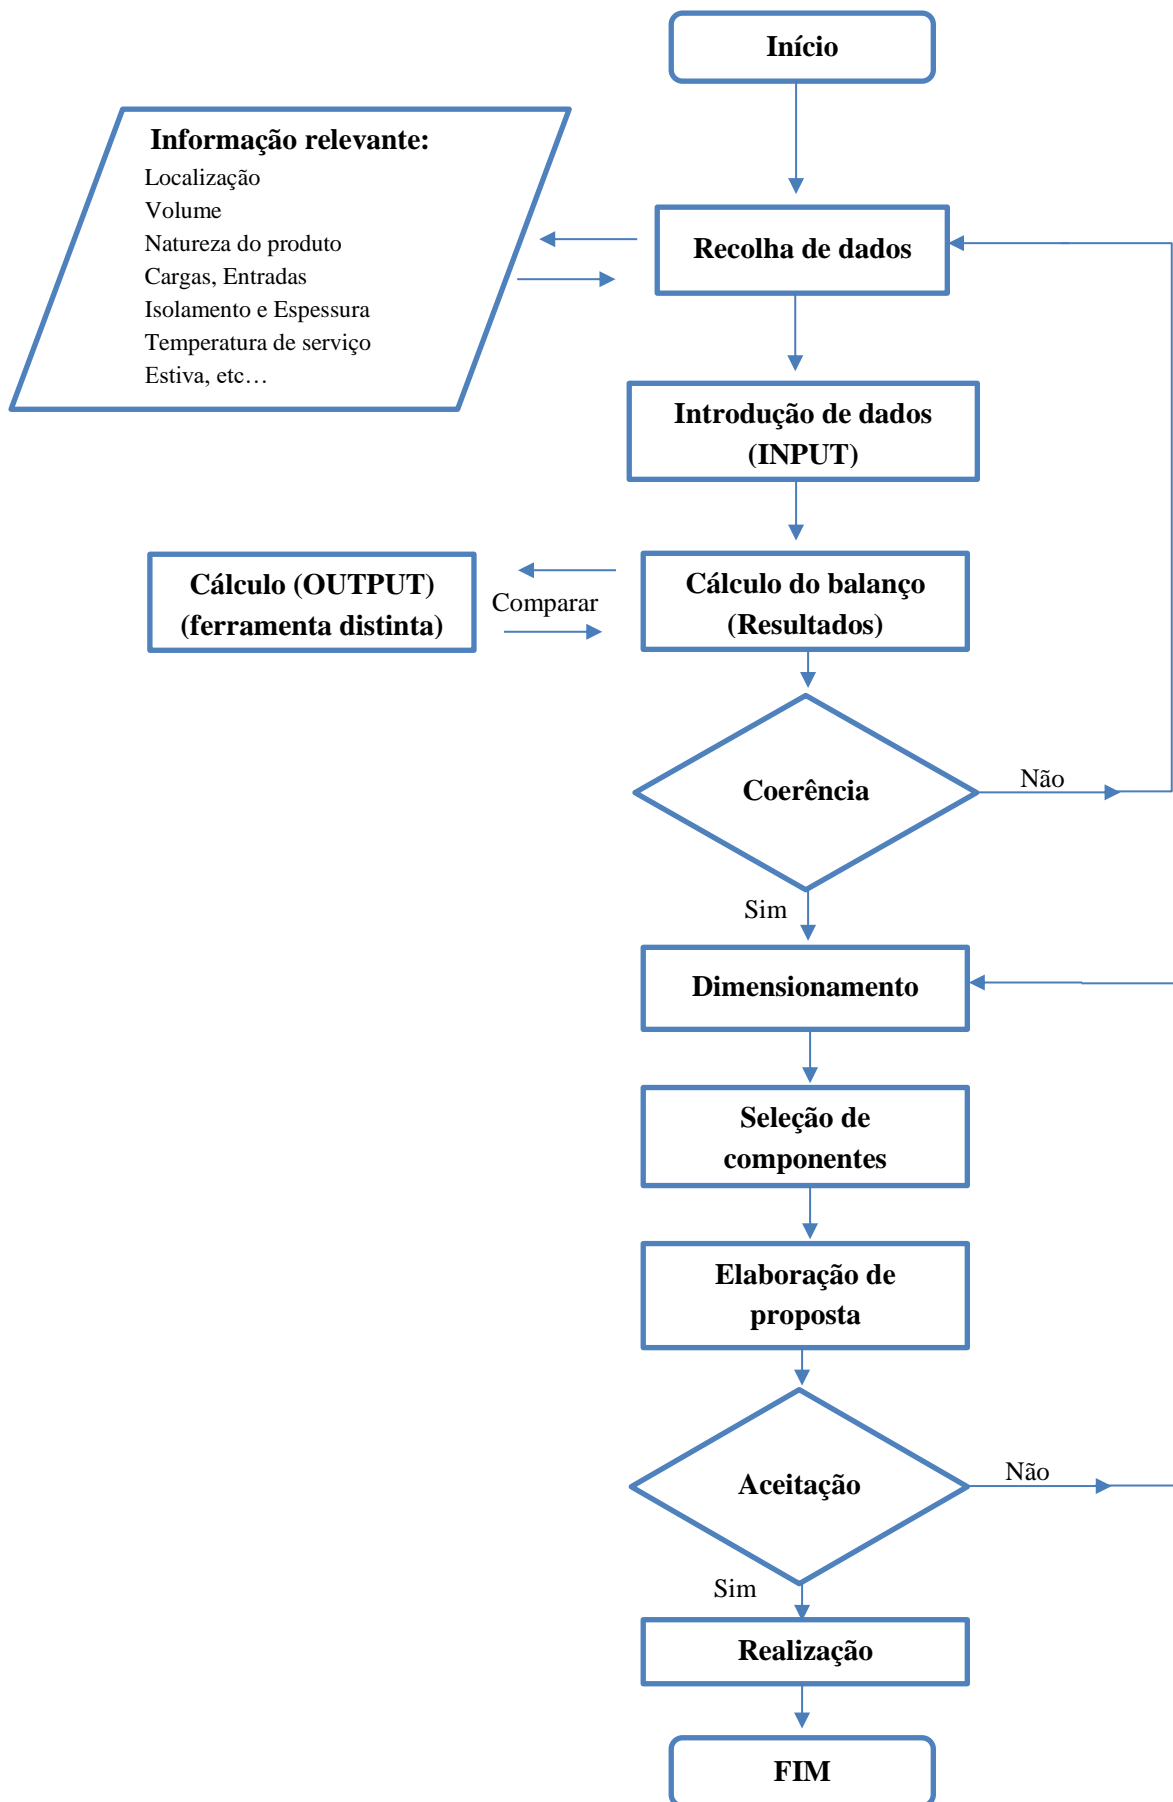 Início
Informação relevante:
Localização
Volume
Natureza do produto
Cargas, Entradas
Isolamento e Espessura
Temperatura de serviço
Estiva, etc…
Recolha de dados
Introdução de dados
(INPUT)
Cálculo (OUTPUT)
(ferramenta distinta)
Comparar
Cálculo do balanço
(Resultados)
Coerência
Não
Sim
Dimensionamento
Seleção de
componentes
Elaboração de
proposta
Aceitação
Não
Sim
Realização
FIM